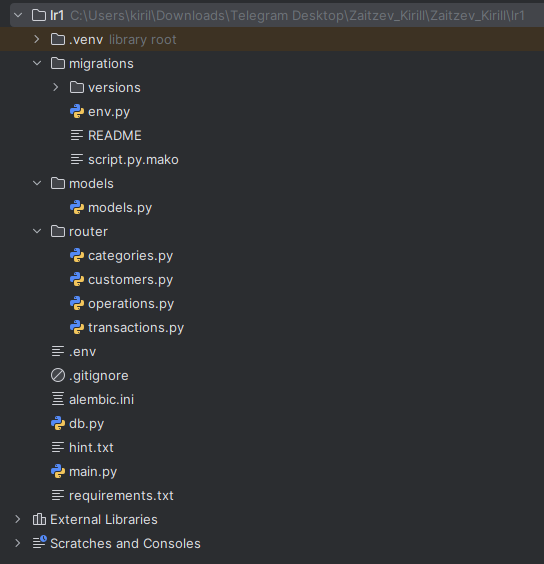 lr1 C:\Users\kiril\Downloads\Telegram Desktop\Zaitzev_Kirill\Zaitzev_Kirill\lr1
.venv library root
migrations
versions
env.py
README
script.py.mako
models
models.py
router
categories.py
customers.py
operations.py
transactions.py
.env
.gitignore
alembic.ini
db.py
hint.txt
main.py
requirements.txt
External Libraries
Scratches and Consoles